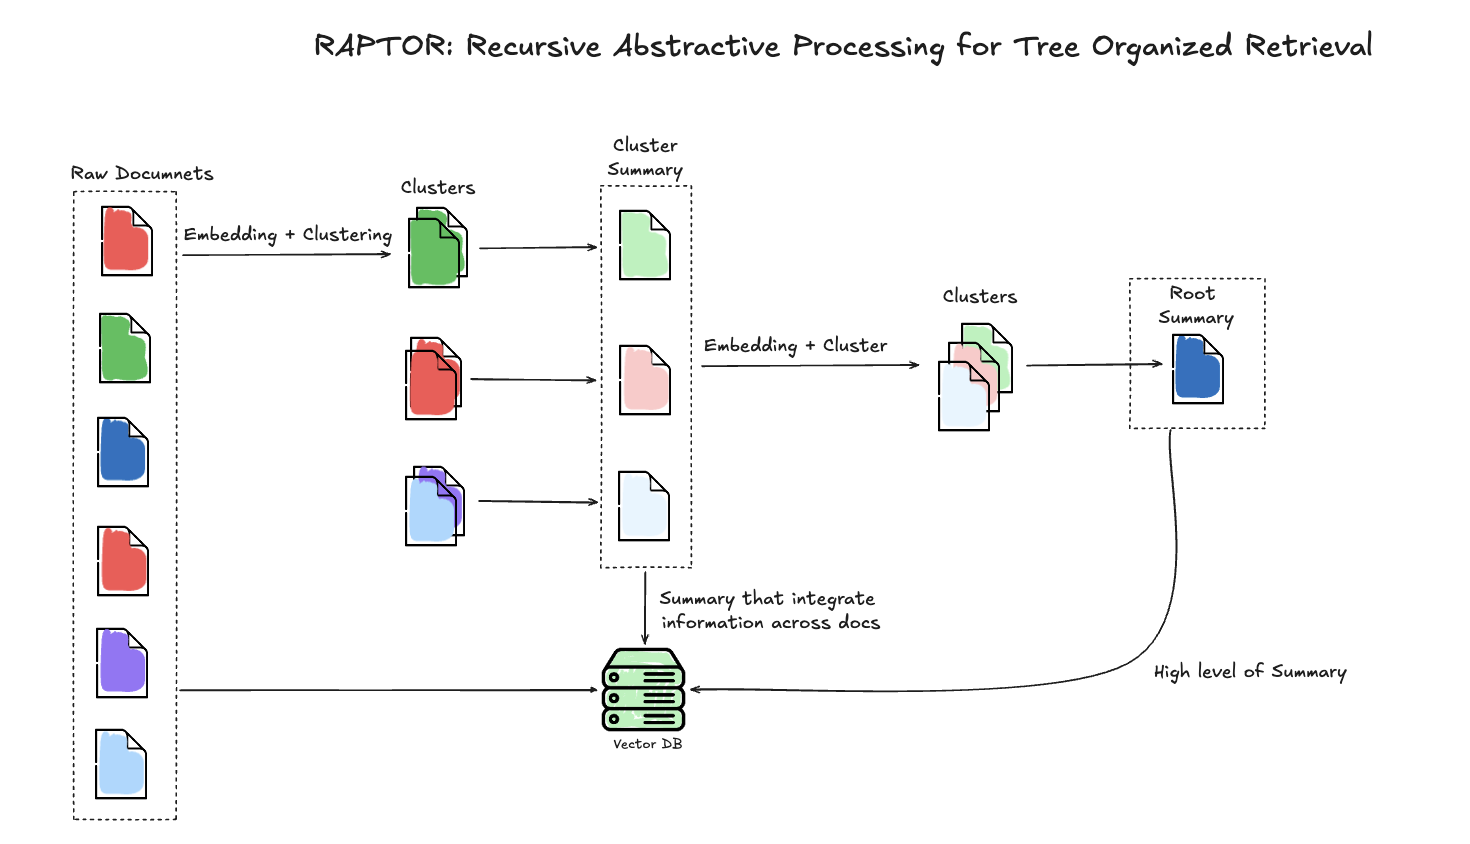 RAPTOR: Recursive Abstractive Processing for Tree Organized Retrieval
Raw Documnets
Embedding + Clustering
Clusters
Cluster
Summary
Embedding + Cluster
Clusters
Root
Summary
Summary that integrate
information across docs
High level of Summary
Vector DB